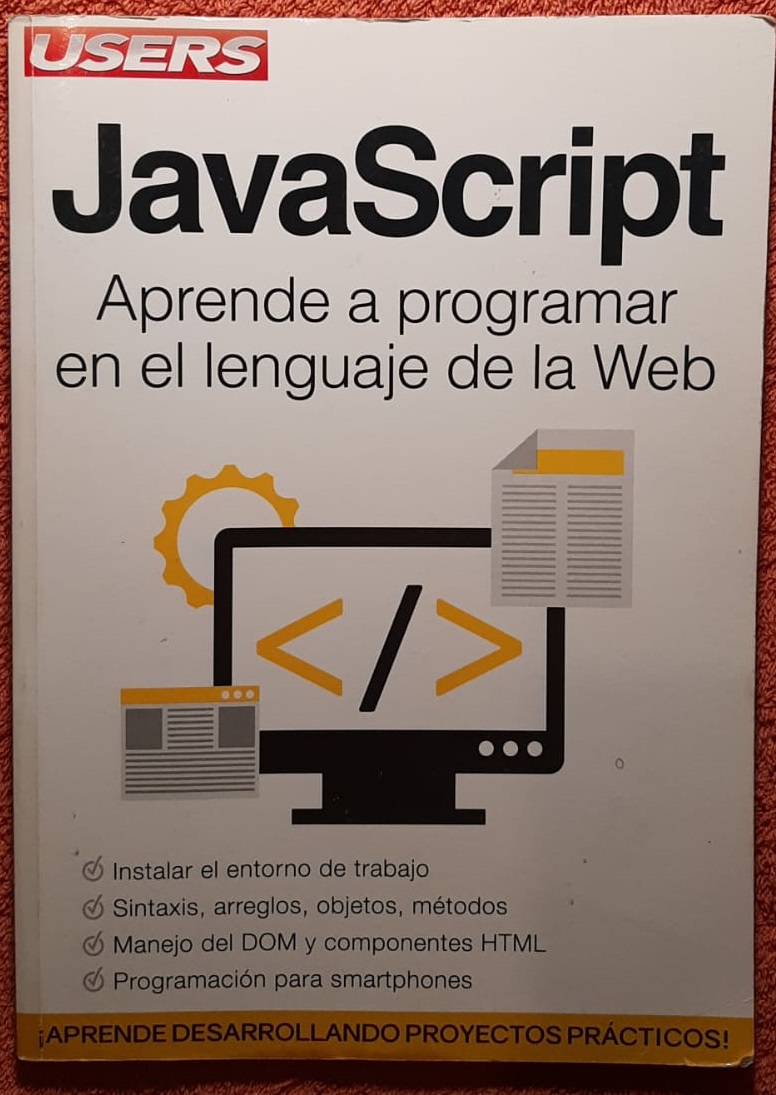 USERS
JavaScript
Aprende a programar
en el lenguaje de la Web
</>
Instalar el entorno de trabajo
Sintaxis, arreglos, objetos, métodos
Manejo del DOM y componentes HTML
Programación para smartphones
¡APRENDE DESARROLLANDO PROYECTOS PRÁCTICOS!